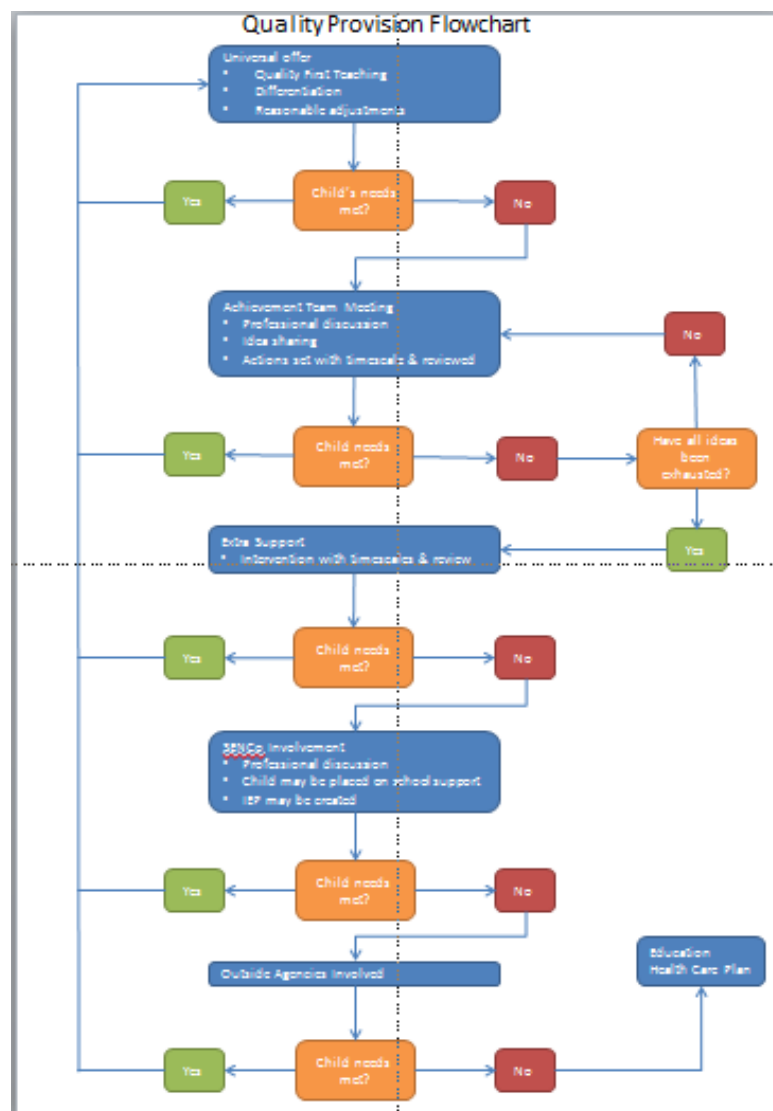 Quality Provision Flowchart
Universal offer
• Quality First Teaching
• Differentiation
• Reasonable adjustments
Yes
Child's needs
met?
No
Achievement Team Meeting
• Professional discussion
• Idea sharing
• Actions set with timescale & reviewed
No
Yes
Child needs
met?
No
Have all ideas
been
exhausted?
Extra Support
• Intervention with timescales & review
Yes
Yes
Child needs
met?
No
SENCo Involvement
• Professional discussion
• Child may be placed on school support
• IEP may be created
Yes
Child needs
met?
No
Outside Agencies Involved
Education
Health Care Plan
Yes
Child needs
met?
No